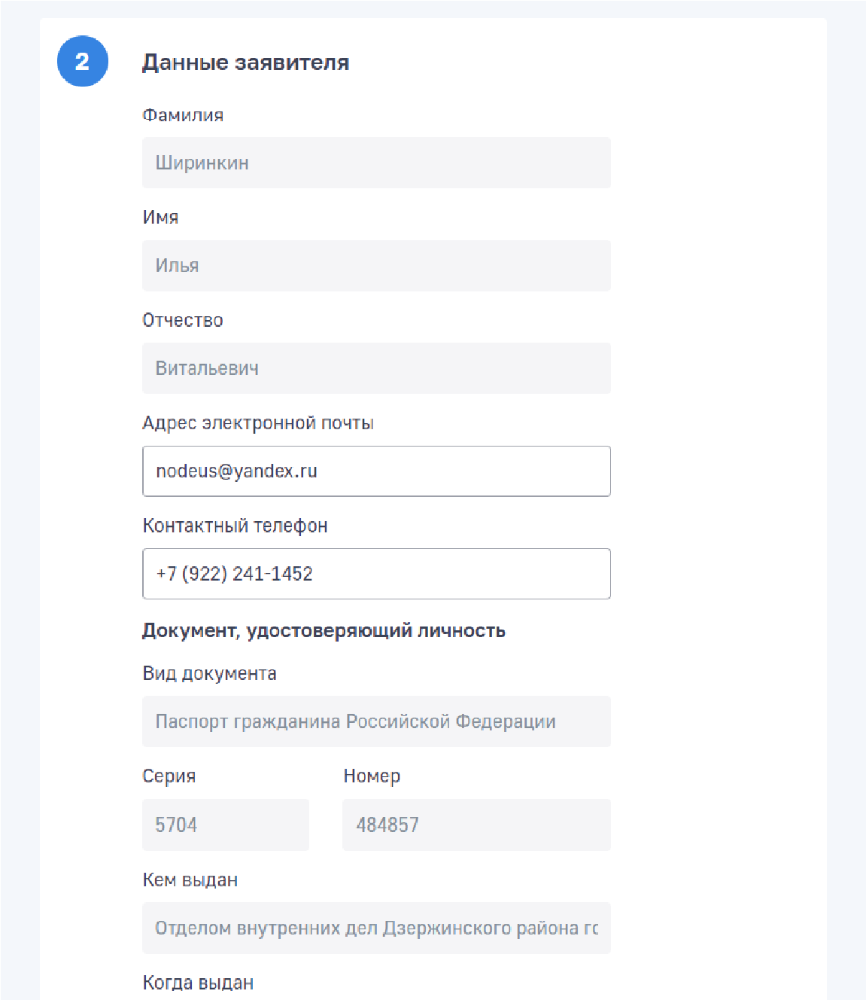 2
Данные заявителя
Фамилия
Ширинкин
Имя
Илья
Отчество
Витальевич
Адрес электронной почты
nodeus@yandex.ru
Контактный телефон
+7 (922) 241-1452
Документ, удостоверяющий личность
Вид документа
Паспорт гражданина Российской Федерации
Серия Номер
5704 484857
Кем выдан
Отделом внутренних дел Дзержинского района го
Когда выдан